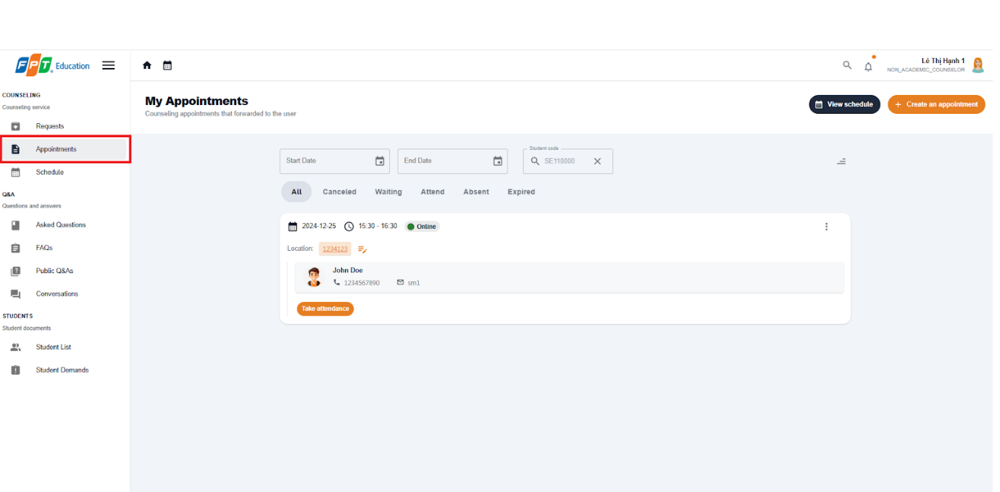 FPT Education
Lê Thị Hạnh 1
NON_ACADEMIC_COUNSELOR
COUNSELING
Counseling service
Requests
Appointments
Schedule
Q&A
Questions and answers
Asked Questions
FAQs
Public Q&As
Conversations
STUDENTS
Student documents
Student List
Student Demands
My Appointments
Counseling appointments that forwarded to the user
View schedule
+ Create an appointment
Start Date
End Date
Student code
SE110000
All Canceled Waiting Attend Absent Expired
2024-12-25 15:30 - 16:30 Online
Location: 1234123
John Doe
1234567890 sm1
Take attendance